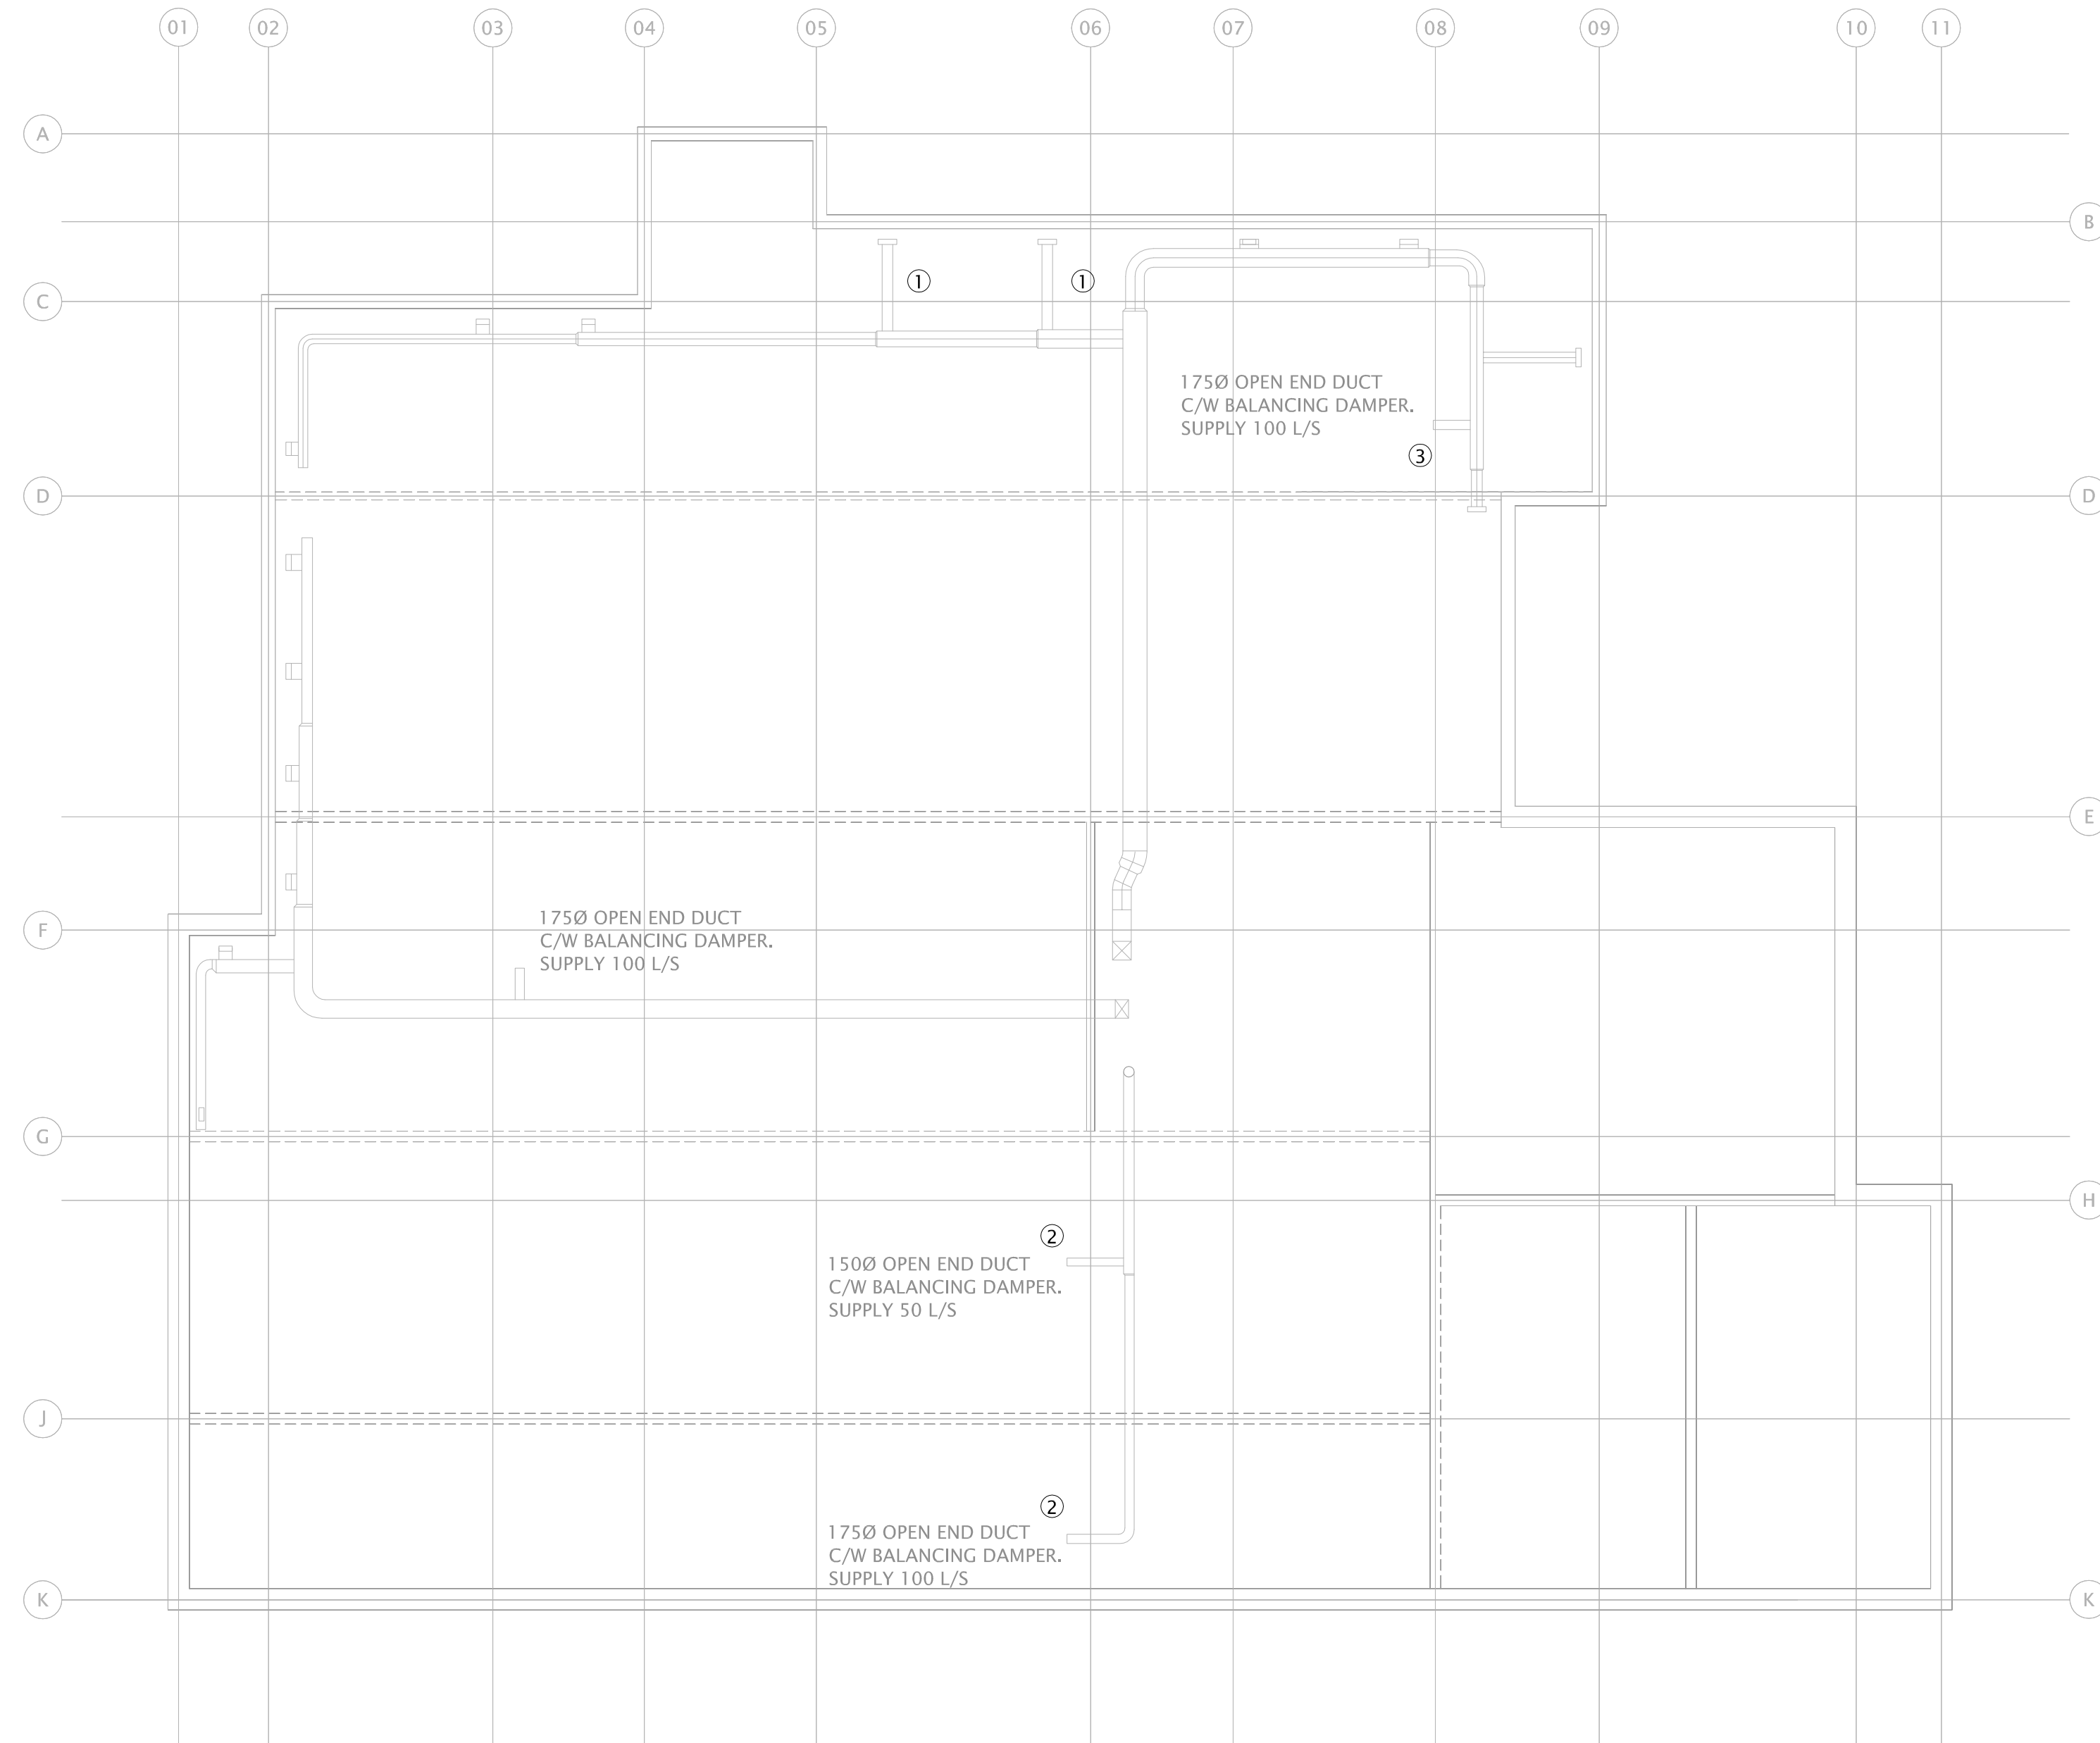 01 02 03 04 05 06 07 08 09 10 11
A
B
C
1 1
175Ø OPEN END DUCT
C/W BALANCING DAMPER.
SUPPLY 100 L/S
3
D D
E
175Ø OPEN END DUCT
C/W BALANCING DAMPER.
SUPPLY 100 L/S
F
G
H
2
150Ø OPEN END DUCT
C/W BALANCING DAMPER.
SUPPLY 50 L/S
J
2
175Ø OPEN END DUCT
C/W BALANCING DAMPER.
SUPPLY 100 L/S
K K